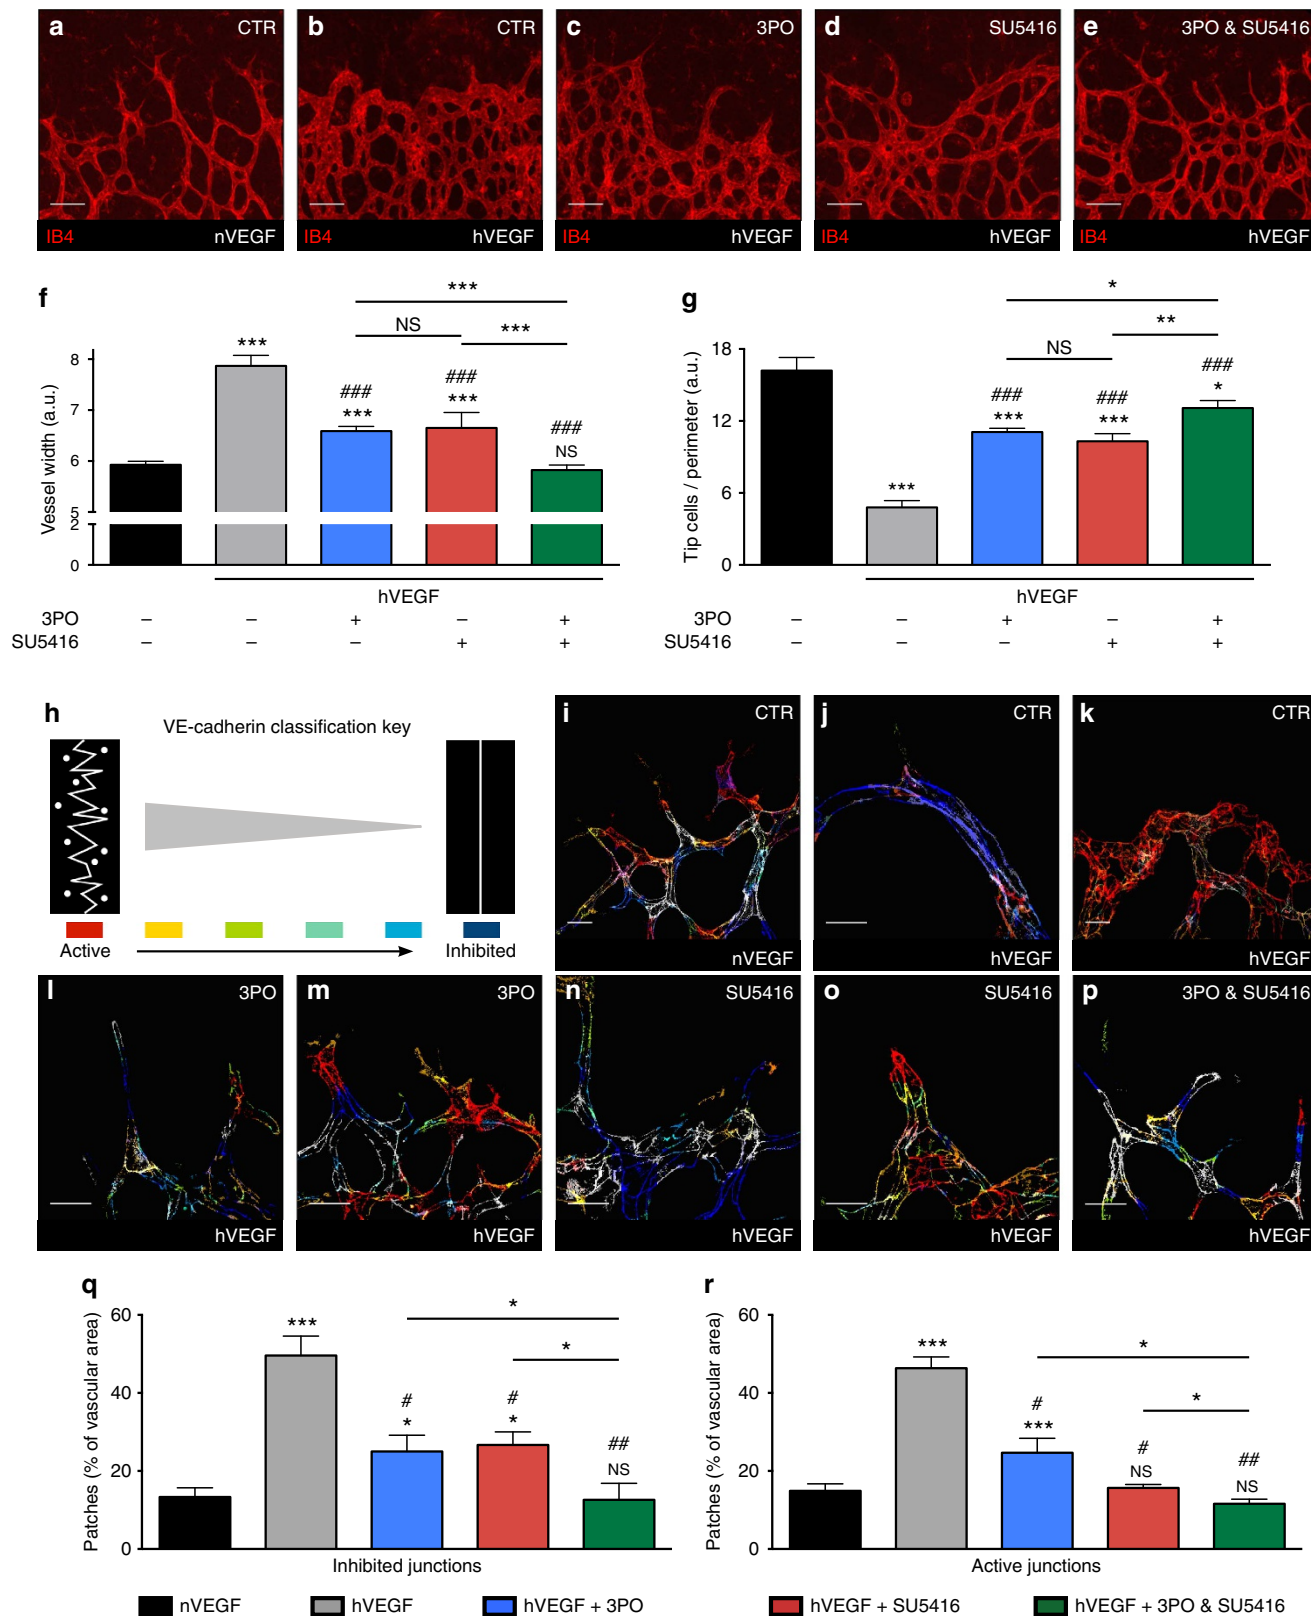 a CTR
IB4 nVEGF
b CTR
IB4 hVEGF
c 3PO
IB4 hVEGF
d SU5416
IB4 hVEGF
e 3PO & SU5416
IB4 hVEGF
f
Vessel width (a.u.)
8
7
6
5
2
0
***
###
***
###
***
###
NS
***
NS
***
hVEGF
3PO – – + – +
SU5416 – – – + +
g
Tip cells / perimeter (a.u.)
18
12
6
0
***
###
***
###
***
###
*
*
**
NS
hVEGF
3PO – – + – +
SU5416 – – – + +
h
VE-cadherin classification key
Active Inhibited
i CTR
nVEGF
j CTR
hVEGF
k CTR
hVEGF
l 3PO
hVEGF
m 3PO
hVEGF
n SU5416
hVEGF
o SU5416
hVEGF
p 3PO & SU5416
hVEGF
q
Patches (% of vascular area)
60
40
20
0
***
#
*
#
*
##
NS
*
*
Inhibited junctions
r
Patches (% of vascular area)
60
40
20
0
***
#
***
#
NS
##
NS
*
*
Active junctions
nVEGF hVEGF hVEGF + 3PO hVEGF + SU5416 hVEGF + 3PO & SU5416